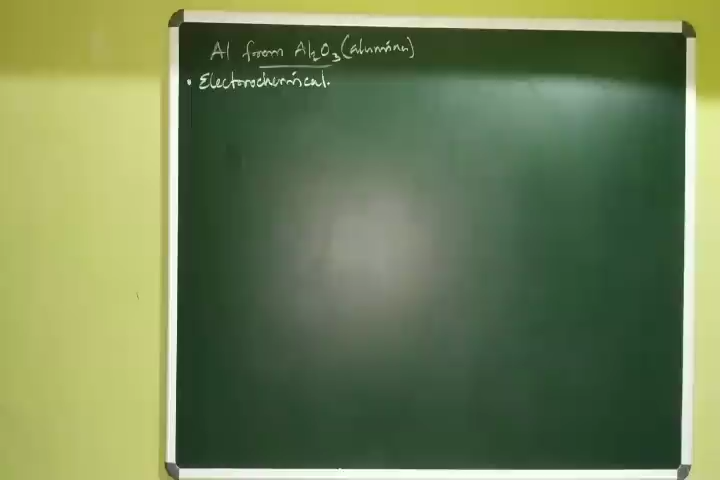 Al from Al₂O₃ (alumina)
• Electrochemical.